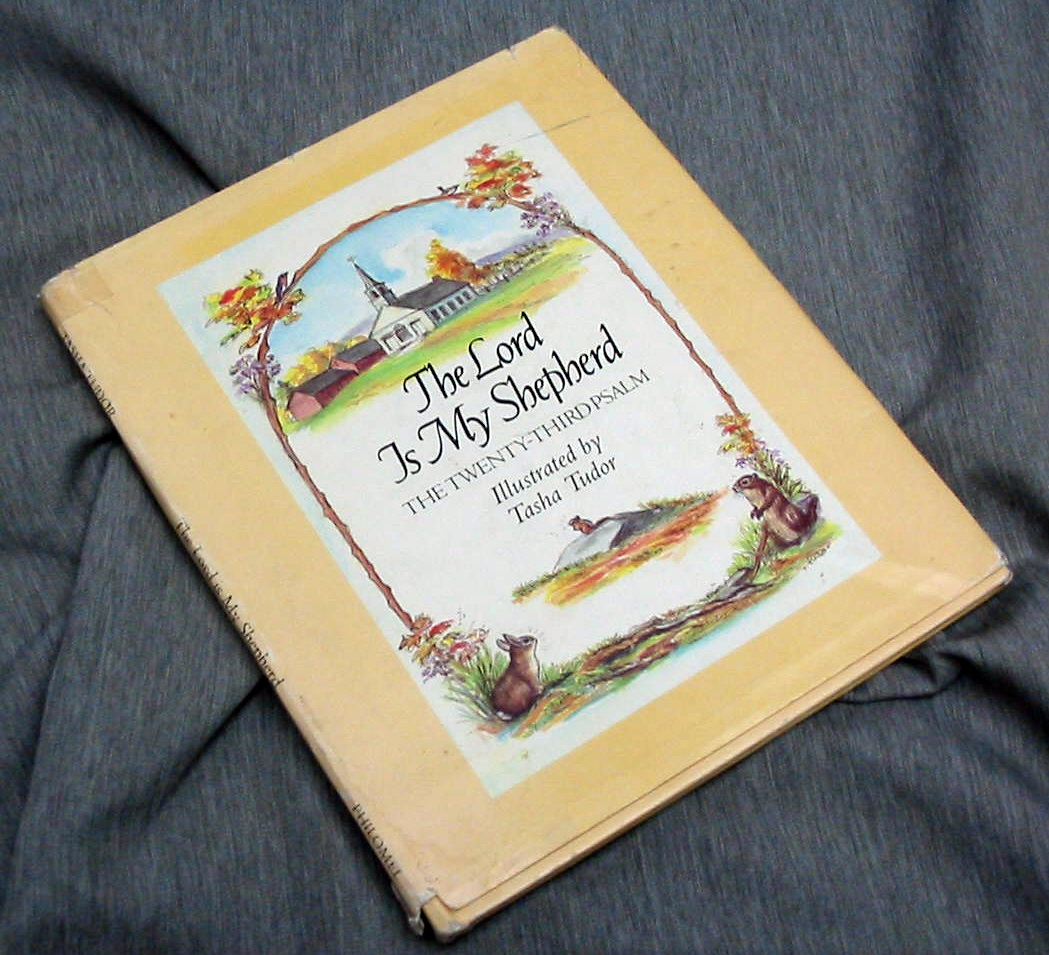 The Lord
Is My Shepherd
THE TWENTY-THIRD PSALM
Illustrated by
Tasha Tudor
TASHA TUDOR
The Lord is My Shepherd
PHILOMEL